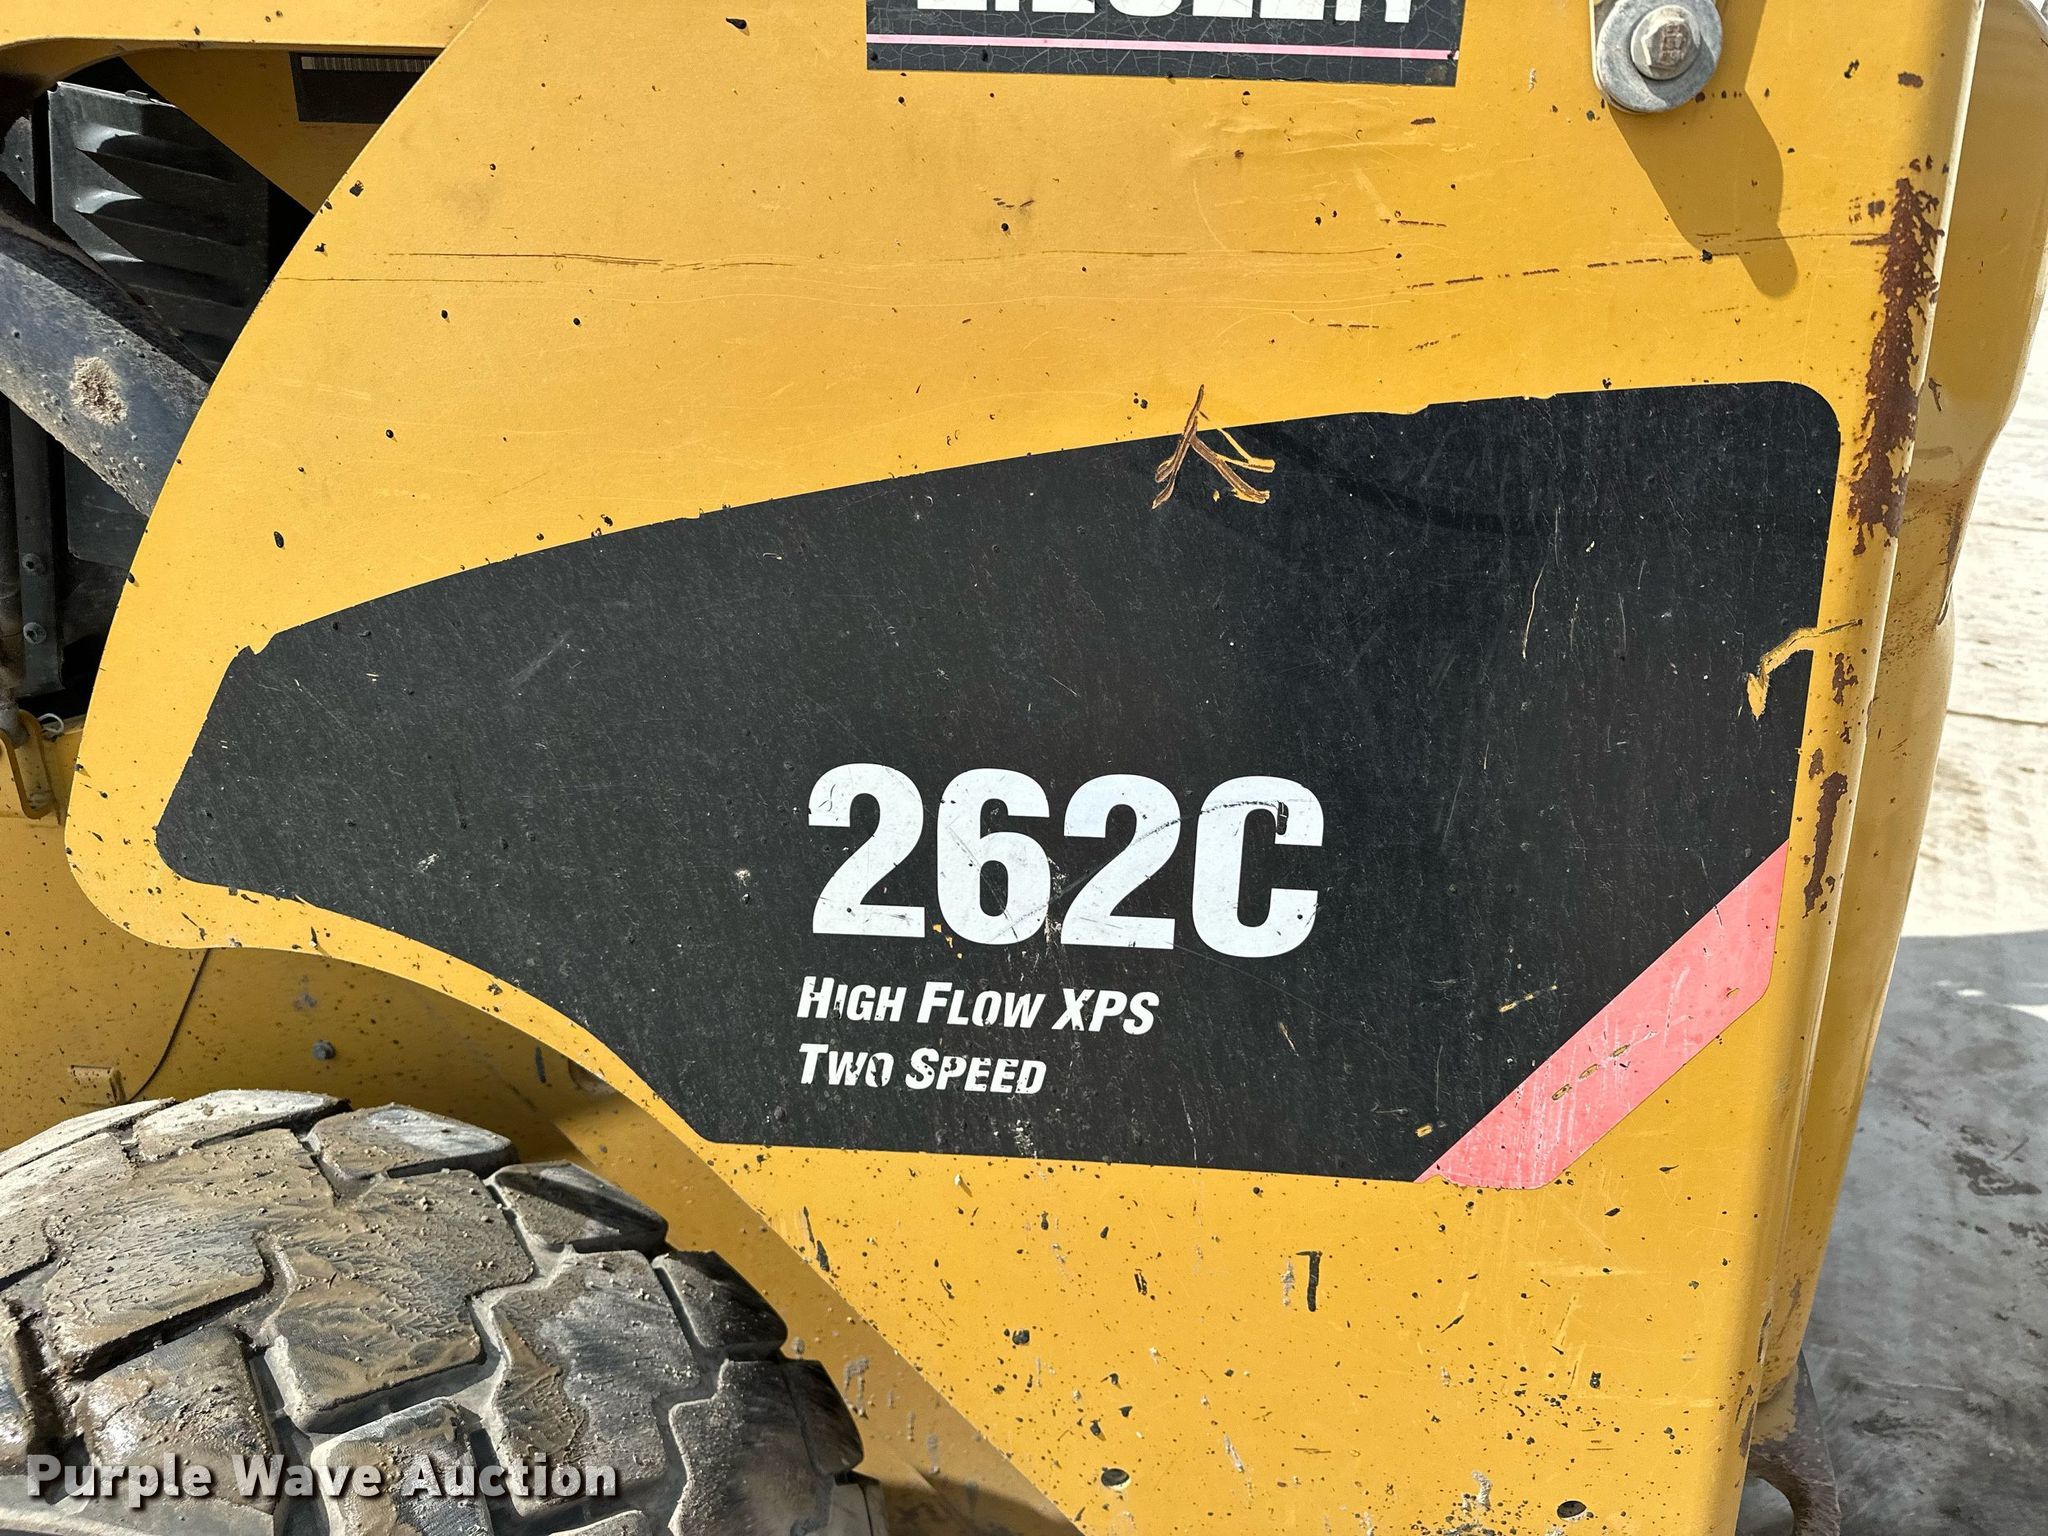 262C
HIGH FLOW XPS
TWO SPEED
Purple Wave Auction